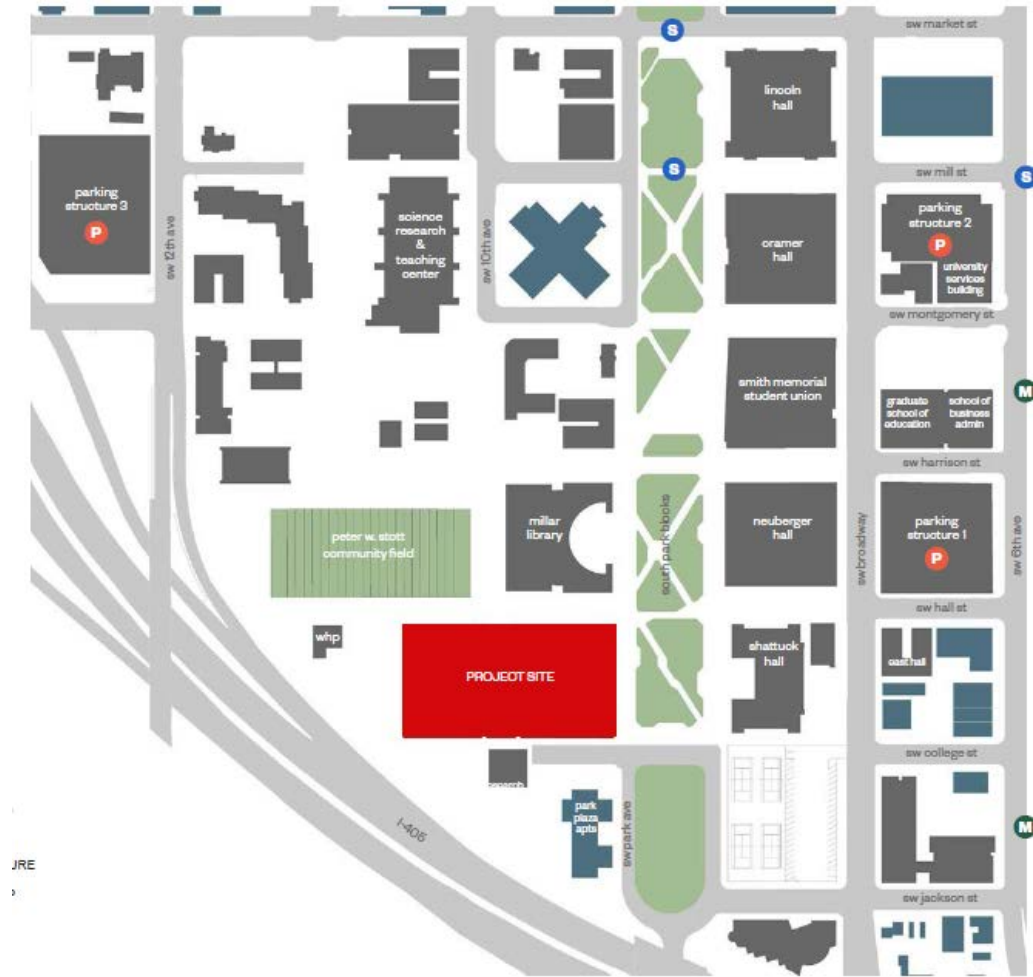 sw market st
S
lincoln
hall
sw mill st
S
S
parking
structure 3
P
sw 12th ave
science
research
&
teaching
center
sw 10th ave
cramer
hall
parking
structure 2
P
university
services
building
sw montgomery st
smith memorial
student union
graduate
school of
education
school of
business
admin
M
sw harrison st
peter w. stott
community field
millar
library
south park blocks
neuberger
hall
sw broadway
parking
structure 1
P
sw 6th ave
sw hall st
whp
PROJECT SITE
shattuck
hall
east hall
sw college st
park
plaza
apts
sw park ave
I-405
M
URE
sw jackson st